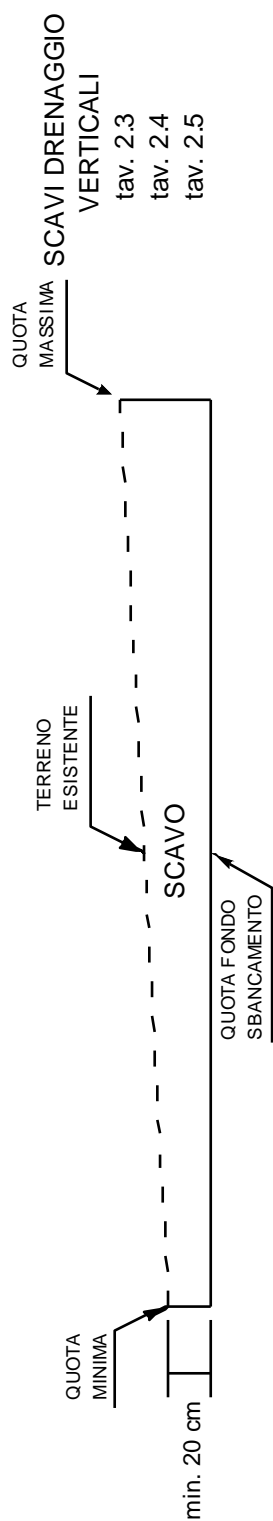 SCAVI DRENAGGIO
VERTICALI
tav. 2.3
tav. 2.4
tav. 2.5
QUOTA
MASSIMA
TERRENO
ESISTENTE
SCAVO
QUOTA FONDO
SBANCAMENTO
QUOTA
MINIMA
min. 20 cm